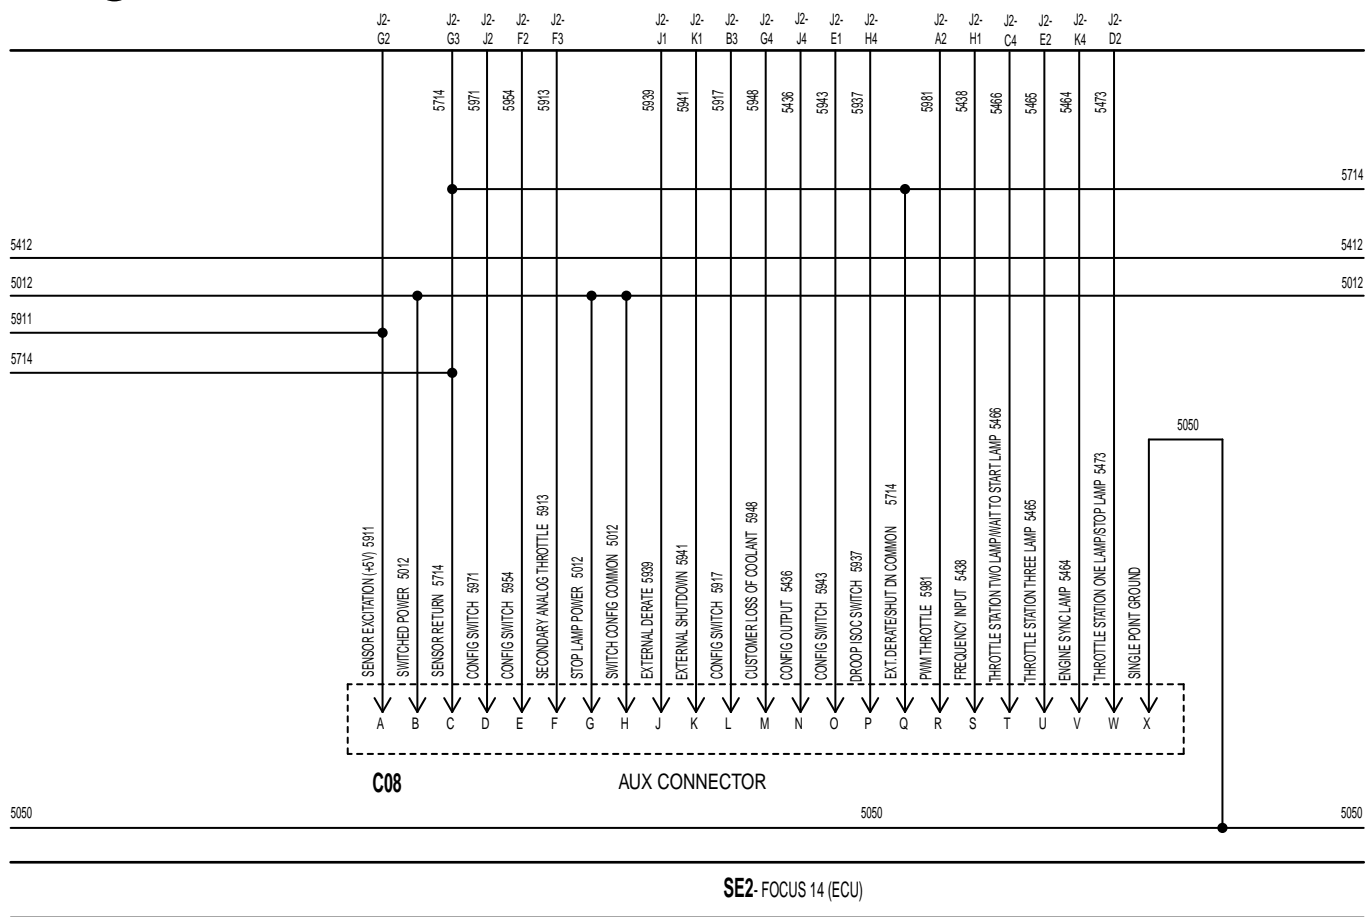 J2- J2- J2- J2- J2- J2- J2- J2- J2- J2- J2- J2- J2- J2- J2- J2- J2- J2-
G2 G3 J2 F2 F3 J1 K1 B3 G4 J4 E1 H4 A2 H1 C4 E2 K4 D2
5714 5971 5954 5913 5939 5941 5917 5948 5436 5943 5937 5981 5438 5466 5465 5464 5473
5714
5412 5412
5012 5012
5911
5714
5050
SENSOR EXCITATION (+5V) 5911
SWITCHED POWER 5012
SENSOR RETURN 5714
CONFIG SWITCH 5971
CONFIG SWITCH 5954
SECONDARY ANALOG THROTTLE 5913
STOP LAMP POWER 5012
SWITCH CONFIG COMMON 5012
EXTERNAL DERATE 5939
EXTERNAL SHUTDOWN 5941
CONFIG SWITCH 5917
CUSTOMER LOSS OF COOLANT 5948
CONFIG OUTPUT 5436
CONFIG SWITCH 5943
DROOP ISOC SWITCH 5937
EXT. DERATE/SHUT DN COMMON 5714
PWM THROTTLE 5981
FREQUENCY INPUT 5438
THROTTLE STATION TWO LAMP/WAIT TO START LAMP 5466
THROTTLE STATION THREE LAMP 5465
ENGINE SYNC LAMP 5464
THROTTLE STATION ONE LAMP/STOP LAMP 5473
SINGLE POINT GROUND
A B C D E F G H J K L M N O P Q R S T U V W X
C08 AUX CONNECTOR
5050 5050 5050
SE2- FOCUS 14 (ECU)